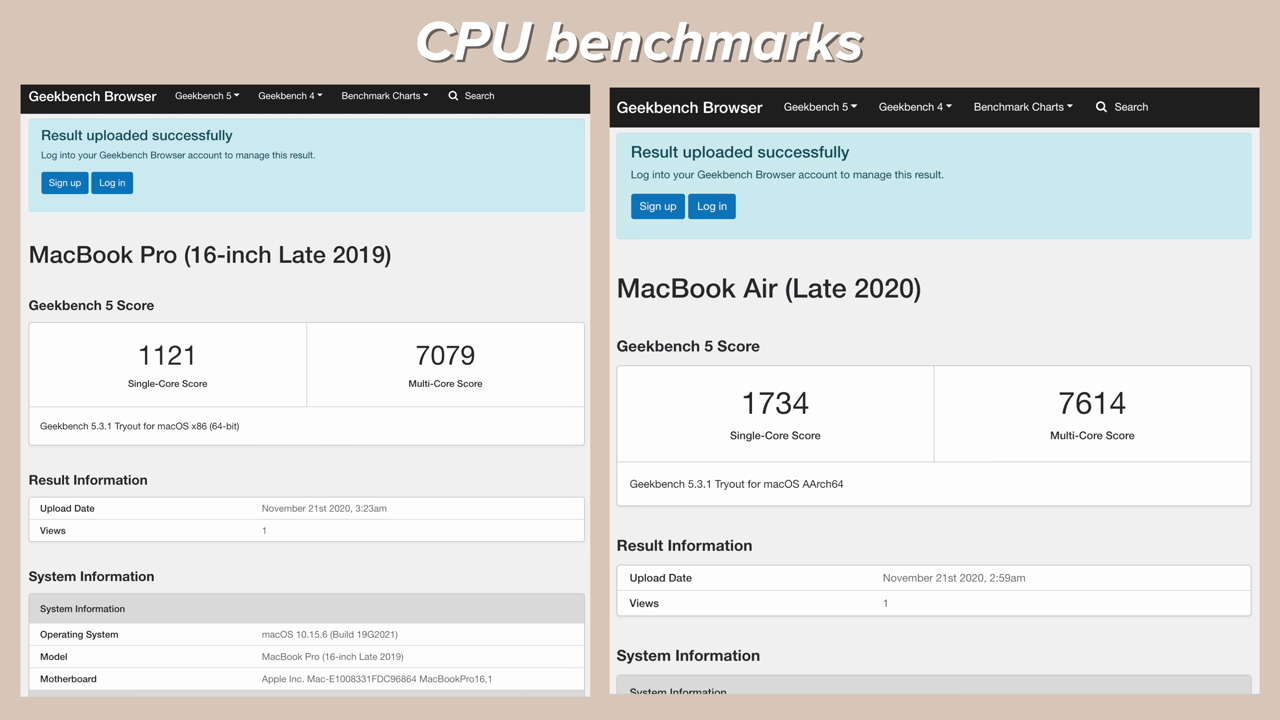 CPU benchmarks
Geekbench Browser Geekbench 5 Geekbench 4 Benchmark Charts Search
Result uploaded successfully
Log into your Geekbench Browser account to manage this result.
Sign up Log in
MacBook Pro (16-inch Late 2019)
Geekbench 5 Score
1121 7079
Single-Core Score Multi-Core Score
Geekbench 5.3.1 Tryout for macOS x86 (64-bit)
Result Information
Upload Date November 21st 2020, 3:23am
Views 1
System Information
System Information
Operating System macOS 10.15.6 (Build 19G2021)
Model MacBook Pro (16-inch Late 2019)
Motherboard Apple Inc. Mac-E1008331FDC96864 MacBookPro16,1
Geekbench Browser Geekbench 5 Geekbench 4 Benchmark Charts Search
Result uploaded successfully
Log into your Geekbench Browser account to manage this result.
Sign up Log in
MacBook Air (Late 2020)
Geekbench 5 Score
1734 7614
Single-Core Score Multi-Core Score
Geekbench 5.3.1 Tryout for macOS AArch64
Result Information
Upload Date November 21st 2020, 2:59am
Views 1
System Information
System Information